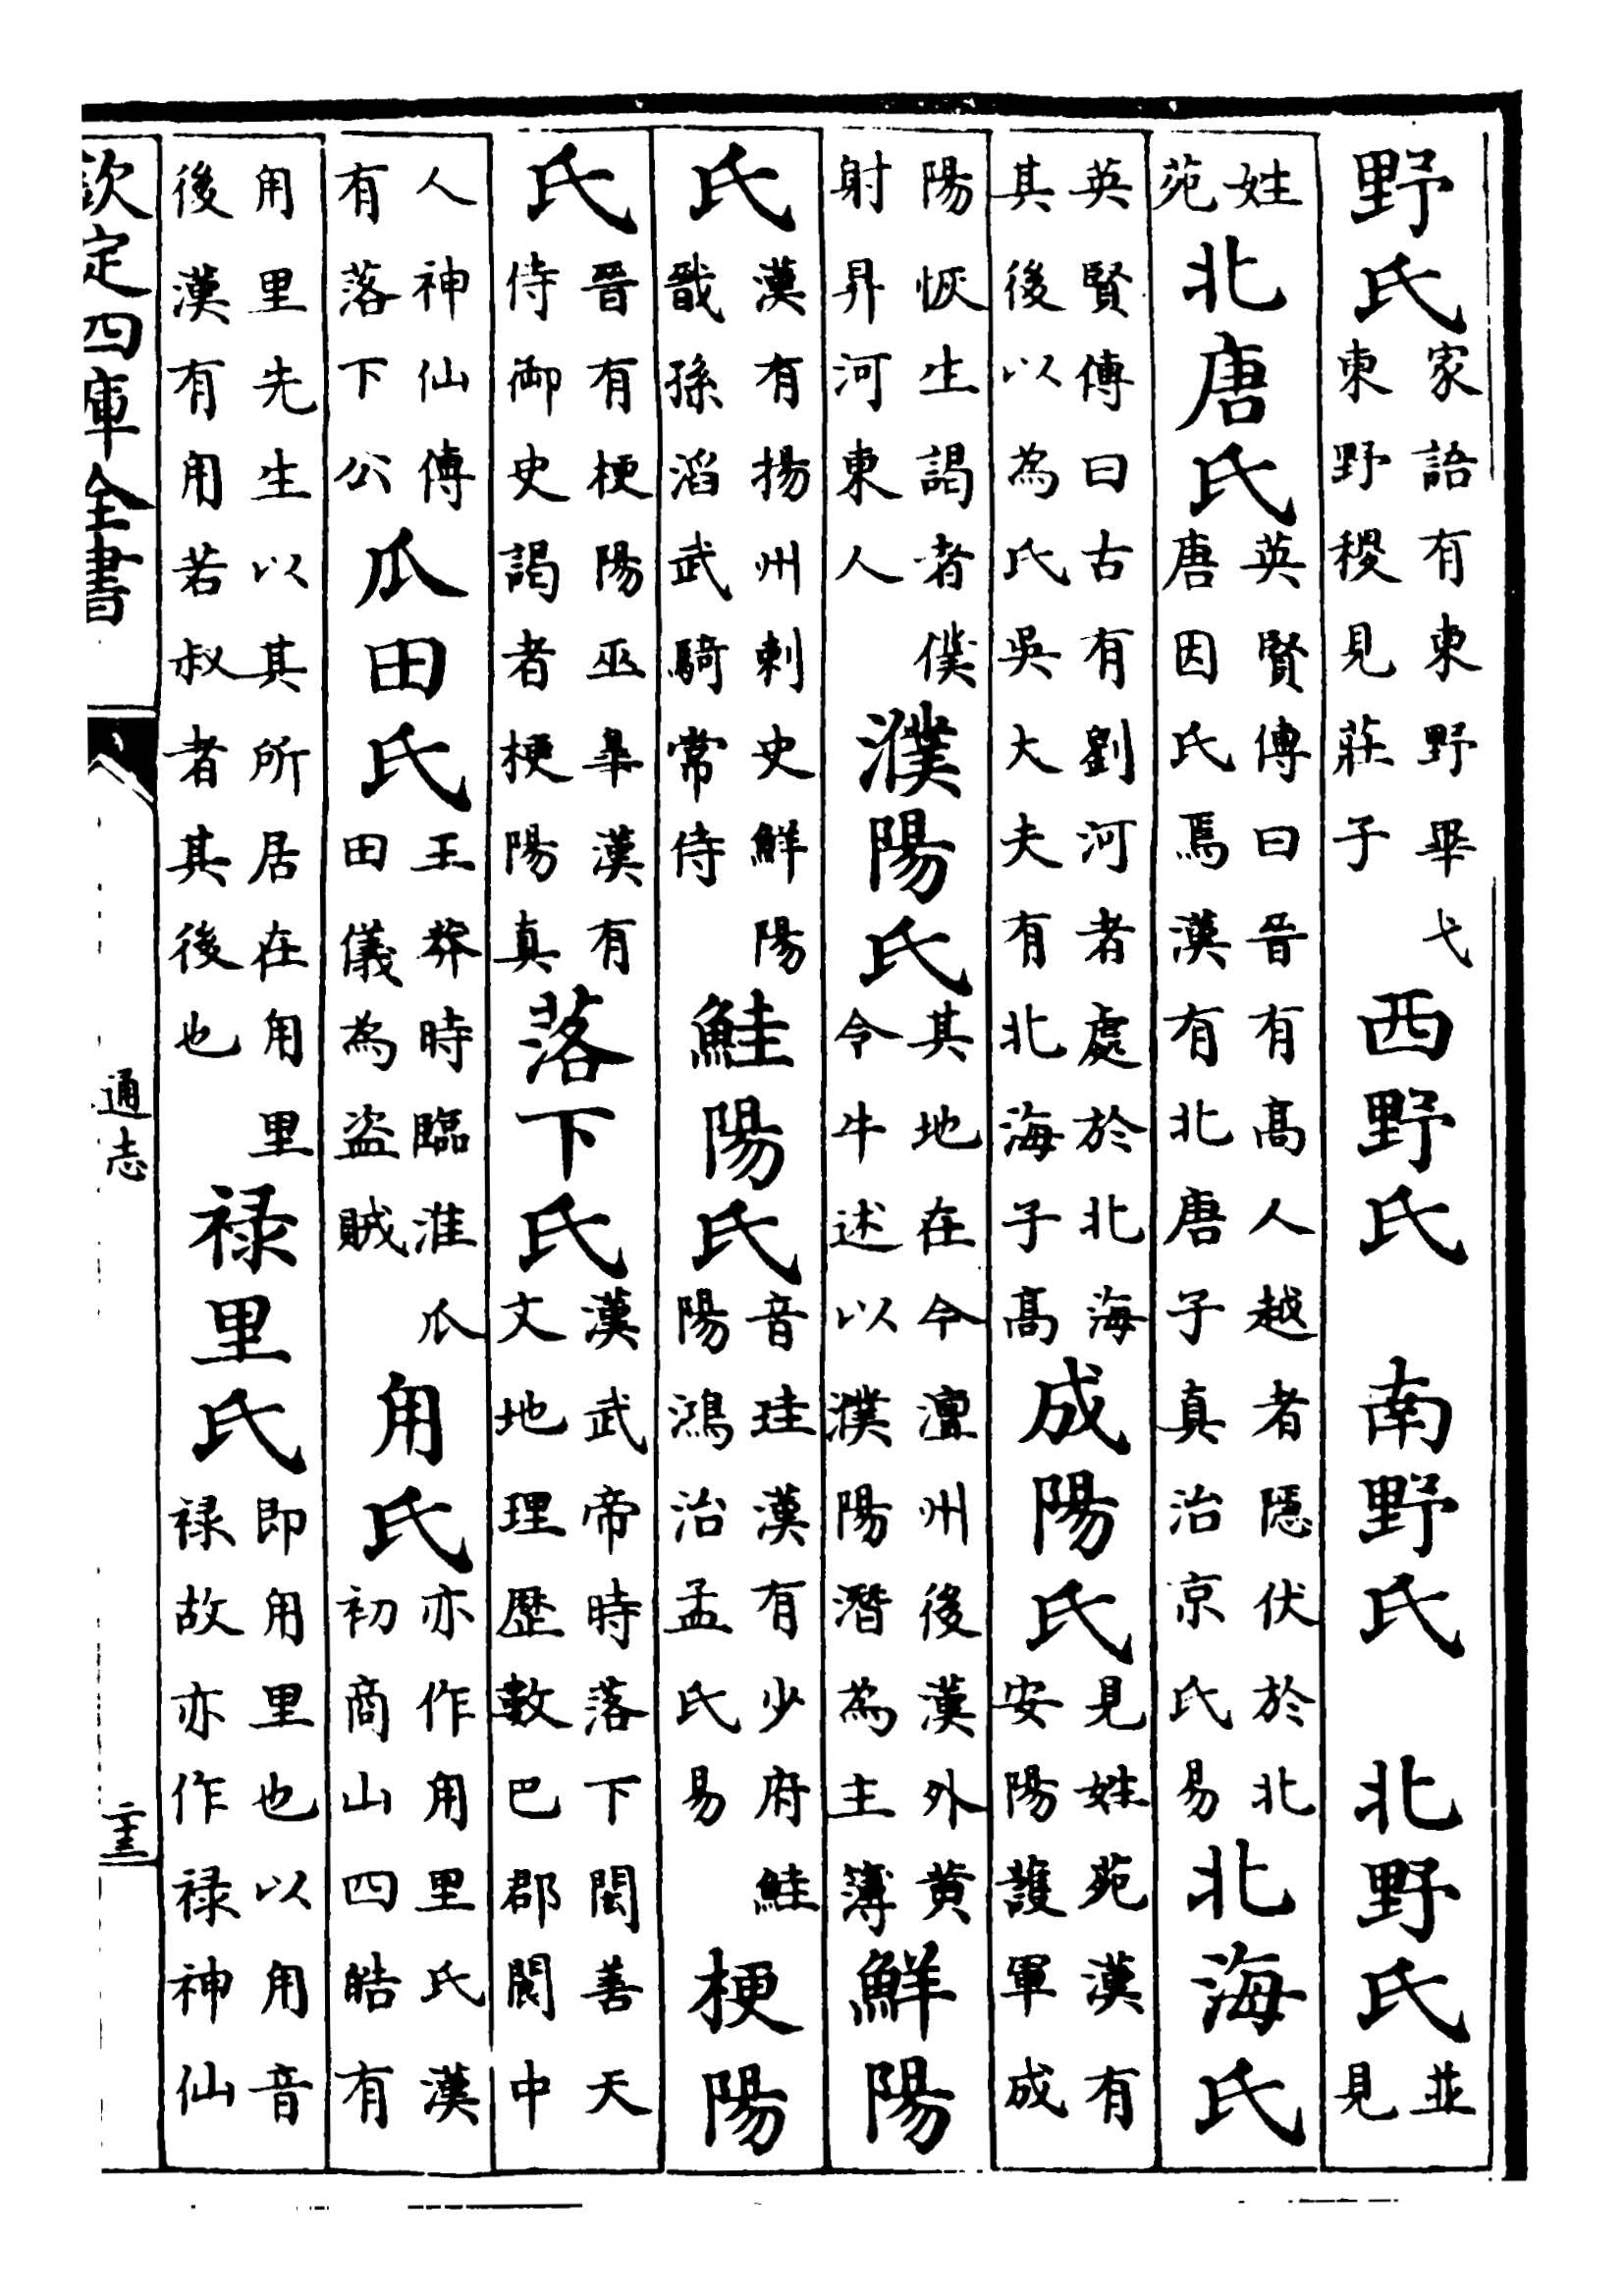 野氏家語有東野畢弋東野稷見莊子西野氏 南野氏 北野氏並見
姓苑北唐氏英賢傳曰晉有高人越者隱伏於北唐因氏焉漢有北唐子真治京氏易北海氏
英賢傳曰古有劉河者處於北海其後以為氏吳大夫有北海子高成陽氏見姓苑漢有安陽護軍成
陽恢生謁者僕射昇河東人濮陽氏其地在今澶州後漢外黄令牛述以濮陽潛為主簿鮮陽
氏漢有揚州刺史鮮陽戩孫滔武騎常侍鮭陽氏音珪漢有少府鮭陽鴻治孟氏易梗陽
氏晉有梗陽巫臯漢有侍御史謁者梗陽真落下氏漢武帝時落下閎善天文地理歴數巴郡閬中
人神仙傳有落下公瓜田氏王莽時臨淮瓜田儀為盜賊甪氏亦作甪里氏漢初商山四皓有
甪里先生以其所居在甪里後漢有甪若叔者其後也禄里氏即甪里也以甪音禄故亦作禄神仙
欽定四庫全書 通志